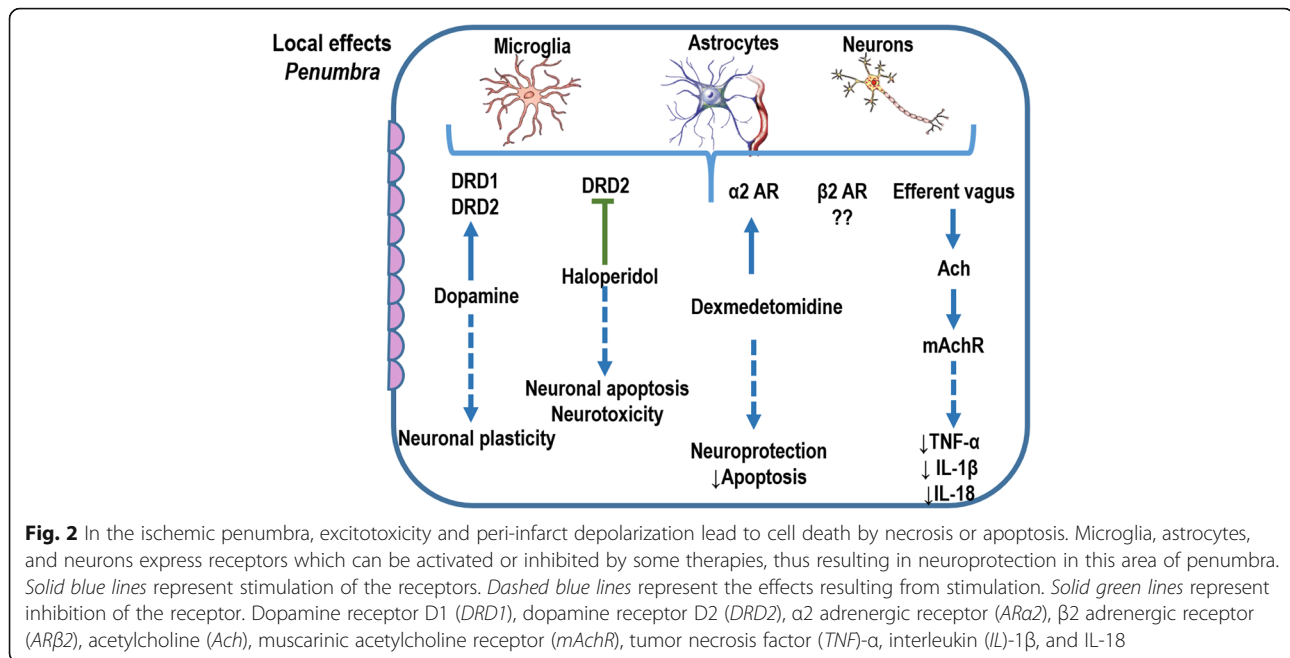 Local effects
Penumbra
Microglia
Astrocytes
Neurons
DRD1
DRD2
DRD2
α2 AR
β2 AR
??
Efferent vagus
Dopamine
Haloperidol
Dexmedetomidine
Ach
mAchR
Neuronal plasticity
Neuronal apoptosis
Neurotoxicity
Neuroprotection
↓Apoptosis
↓TNF-α
↓ IL-1β
↓IL-18
Fig. 2 In the ischemic penumbra, excitotoxicity and peri-infarct depolarization lead to cell death by necrosis or apoptosis. Microglia, astrocytes,
and neurons express receptors which can be activated or inhibited by some therapies, thus resulting in neuroprotection in this area of penumbra.
Solid blue lines represent stimulation of the receptors. Dashed blue lines represent the effects resulting from stimulation. Solid green lines represent
inhibition of the receptor. Dopamine receptor D1 (DRD1), dopamine receptor D2 (DRD2), α2 adrenergic receptor (ARα2), β2 adrenergic receptor
(ARβ2), acetylcholine (Ach), muscarinic acetylcholine receptor (mAchR), tumor necrosis factor (TNF)-α, interleukin (IL)-1β, and IL-18